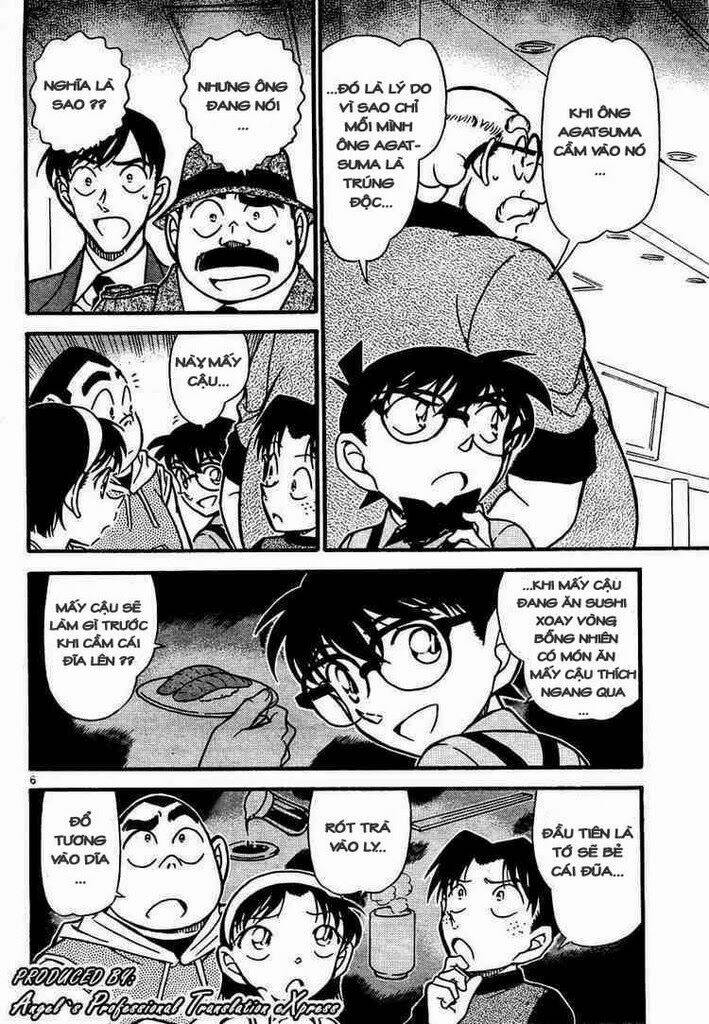 KHI ÔNG
AGATSUMA
CẦM VÀO NÓ
...
...ĐÓ LÀ LÝ DO
VÌ SAO CHỈ
MỖI MÌNH
ÔNG AGAT-
SUMA LÀ
TRÚNG
ĐỘC...
NHƯNG ÔNG
ĐANG NÓI
...
NGHĨA LÀ
SAO ??
NÀY MẤY
CẬU...
...KHI MẤY CẬU
ĐANG ĂN SUSHI
XOAY VÒNG
BỖNG NHIÊN
CÓ MÓN ĂN
MẤY CẬU THÍCH
NGANG QUA
...
MẤY CẬU SẼ
LÀM GÌ TRƯỚC
KHI CẦM CÁI
ĐĨA LÊN ??
6
ĐẦU TIÊN LÀ
TỚ SẼ BẺ
CÁI ĐŨA...
RÓT TRÀ
VÀO LY...
ĐỔ
TƯƠNG
VÀO DĨA
...
PRODUCED BY:
Angel's Professional Translation eXpress